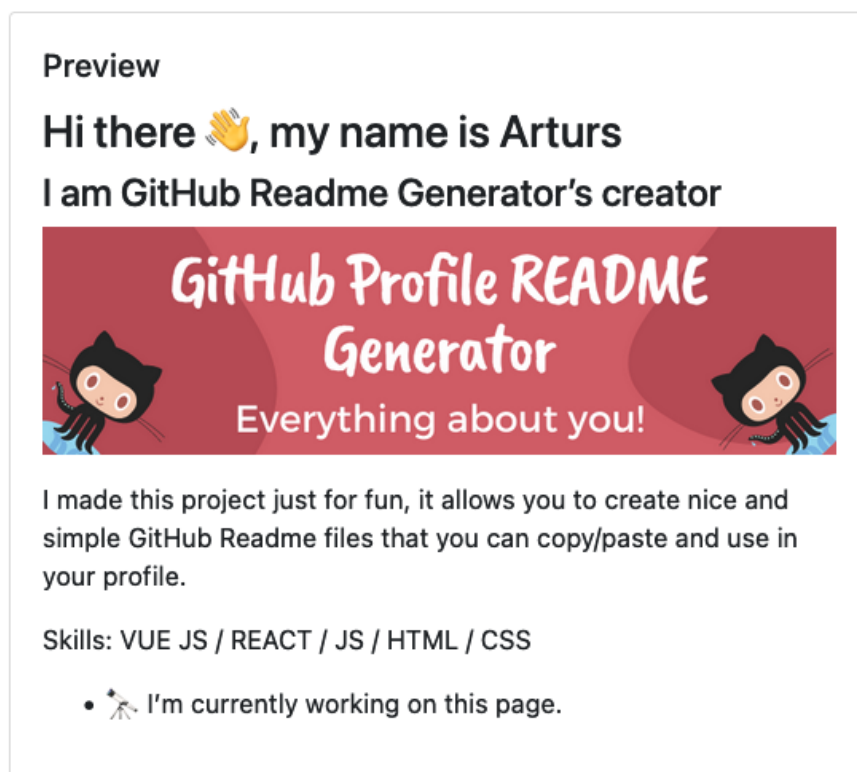 Preview
Hi there 👋, my name is Arturs
I am GitHub Readme Generator’s creator
GitHub Profile README
Generator
Everything about you!
I made this project just for fun, it allows you to create nice and
simple GitHub Readme files that you can copy/paste and use in
your profile.
Skills: VUE JS / REACT / JS / HTML / CSS
• 🔭 I’m currently working on this page.